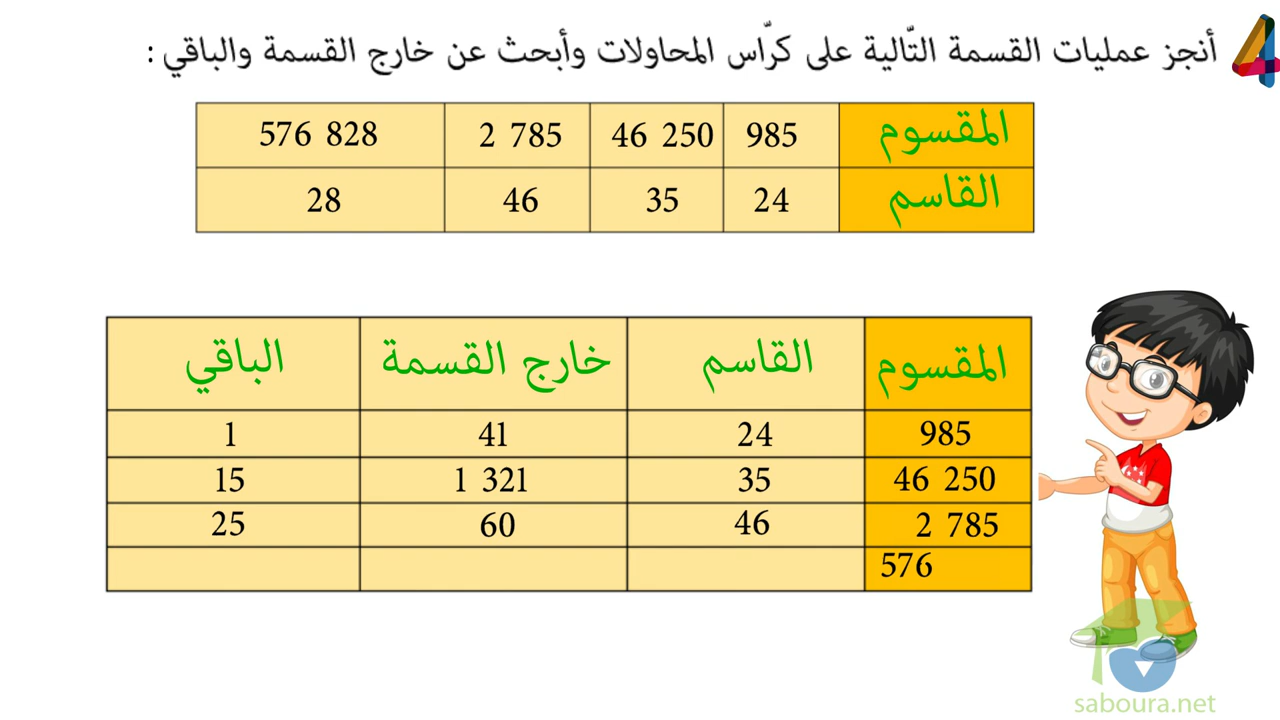 4 أنجز عمليات القسمة التّالية على كرّاس المحاولات وأبحث عن خارج القسمة والباقي :
المقسوم 985 46 250 2 785 576 828
القاسم 24 35 46 28
المقسوم القاسم خارج القسمة الباقي
985 24 41 1
46 250 35 1 321 15
2 785 46 60 25
576
saboura.net